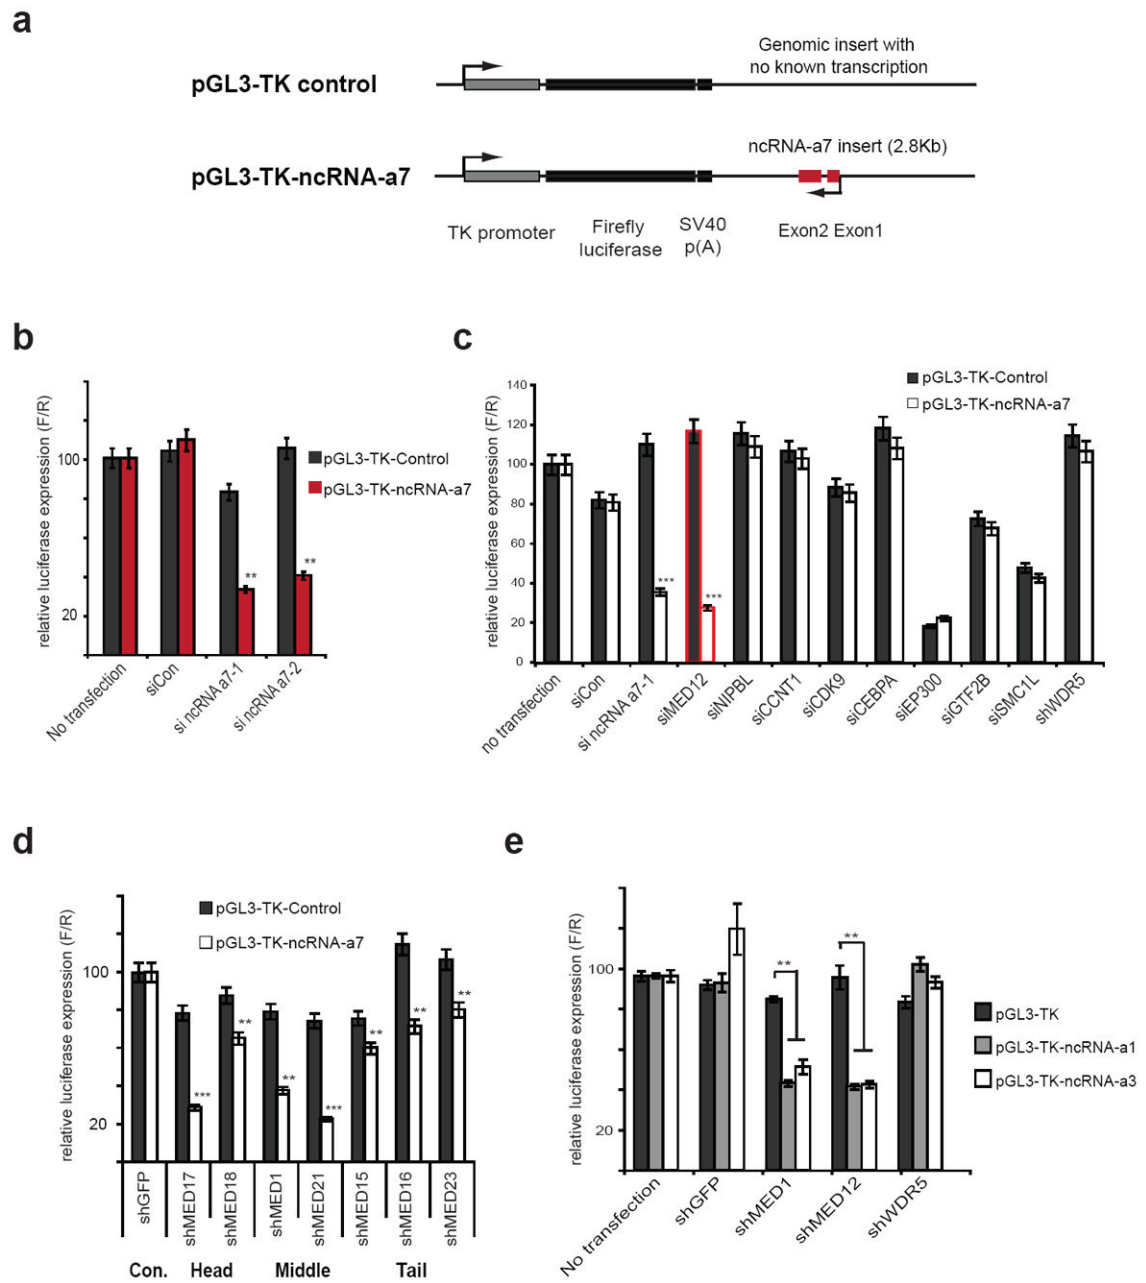 a
Genomic insert with
no known transcription
pGL3-TK control
ncRNA-a7 insert (2.8Kb)
pGL3-TK-ncRNA-a7
TK promoter
Firefly
luciferase
SV40
p(A)
Exon2 Exon1
b
relative luciferase expression (F/R)
100
20
pGL3-TK-Control
pGL3-TK-ncRNA-a7
**
**
No transfection
siCon
si ncRNA a7-1
si ncRNA a7-2
c
pGL3-TK-Control
pGL3-TK-ncRNA-a7
relative luciferase expression (F/R)
140
120
100
80
60
40
20
0
***
***
no transfection
siCon
si ncRNA a7-1
siMED12
siNIPBL
siCCNT1
siCDK9
siCEBPA
siEP300
siGTF2B
siSMC1L
shWDR5
d
pGL3-TK-Control
pGL3-TK-ncRNA-a7
relative luciferase expression (F/R)
100
20
***
**
**
***
**
**
**
shGFP
shMED17
shMED18
shMED1
shMED21
shMED15
shMED16
shMED23
Con.
Head
Middle
Tail
e
relative luciferase expression (F/R)
100
20
**
**
pGL3-TK
pGL3-TK-ncRNA-a1
pGL3-TK-ncRNA-a3
No transfection
shGFP
shMED1
shMED12
shWDR5